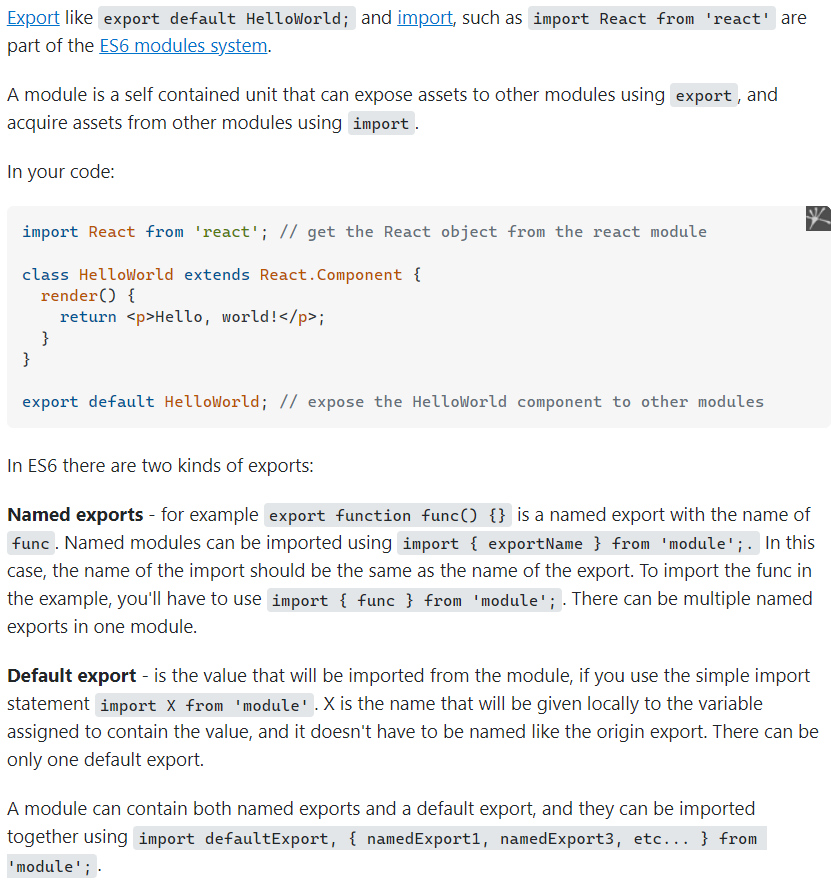 Export like export default HelloWorld; and import, such as import React from 'react' are
part of the ES6 modules system.
A module is a self contained unit that can expose assets to other modules using export, and
acquire assets from other modules using import.
In your code:
import React from 'react'; // get the React object from the react module
class HelloWorld extends React.Component {
  render() {
    return <p>Hello, world!</p>;
  }
}
export default HelloWorld; // expose the HelloWorld component to other modules
In ES6 there are two kinds of exports:
Named exports - for example export function func() {} is a named export with the name of
func. Named modules can be imported using import { exportName } from 'module';. In this
case, the name of the import should be the same as the name of the export. To import the func in
the example, you'll have to use import { func } from 'module';. There can be multiple named
exports in one module.
Default export - is the value that will be imported from the module, if you use the simple import
statement import X from 'module'. X is the name that will be given locally to the variable
assigned to contain the value, and it doesn't have to be named like the origin export. There can be
only one default export.
A module can contain both named exports and a default export, and they can be imported
together using import defaultExport, { namedExport1, namedExport3, etc... } from
'module';.